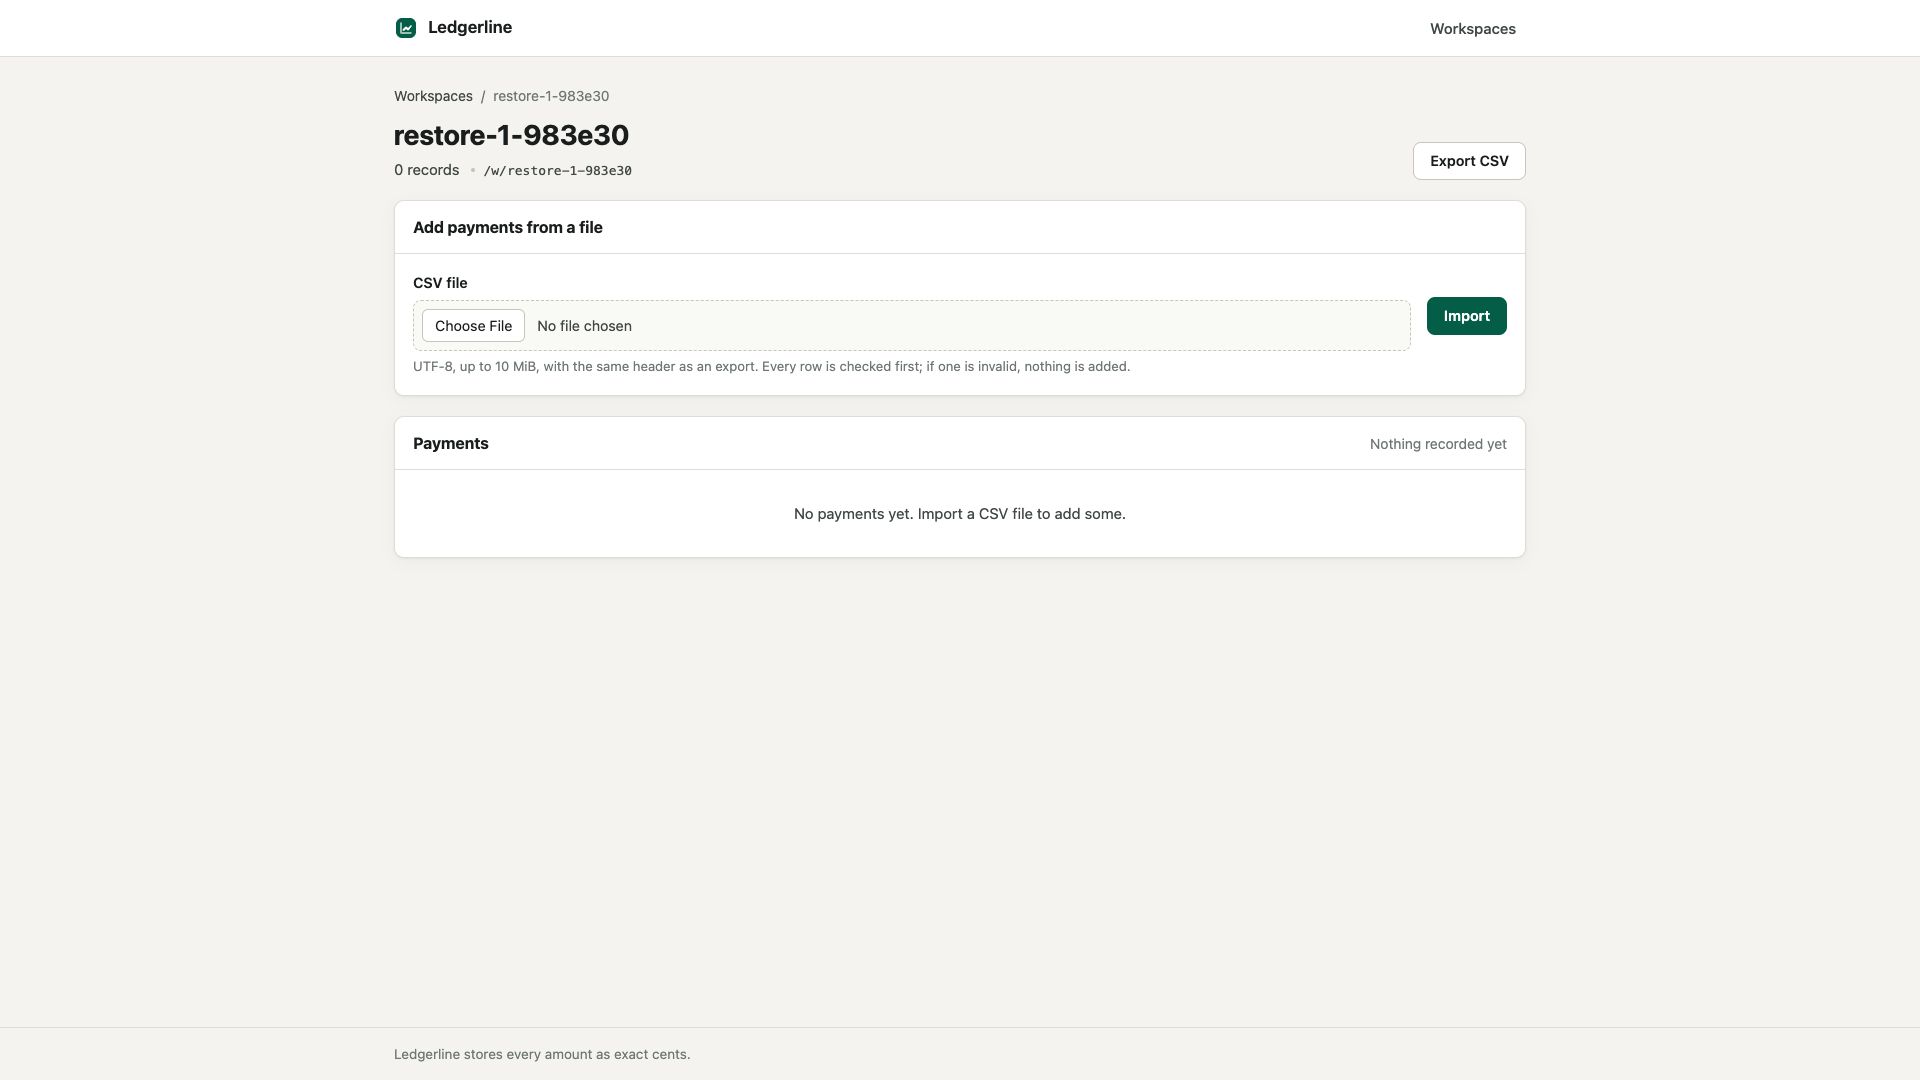 Ledgerline
Workspaces
Workspaces / restore-1-983e30
restore-1-983e30
0 records • /w/restore-1-983e30
Export CSV
Add payments from a file
CSV file
Choose File No file chosen
Import
UTF-8, up to 10 MiB, with the same header as an export. Every row is checked first; if one is invalid, nothing is added.
Payments
Nothing recorded yet
No payments yet. Import a CSV file to add some.
Ledgerline stores every amount as exact cents.